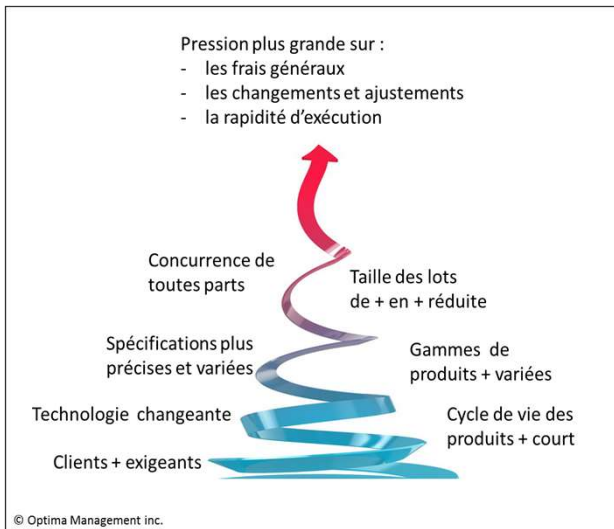 Pression plus grande sur :
- les frais généraux
- les changements et ajustements
- la rapidité d'exécution
Concurrence de
toutes parts
Taille des lots
de + en + réduite
Spécifications plus
précises et variées
Gammes de
produits + variées
Technologie changeante
Cycle de vie des
produits + court
Clients + exigeants
© Optima Management inc.